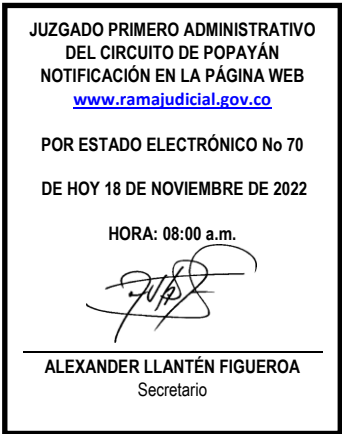 JUZGADO PRIMERO ADMINISTRATIVO
DEL CIRCUITO DE POPAYÁN
NOTIFICACIÓN EN LA PÁGINA WEB
www.ramajudicial.gov.co
POR ESTADO ELECTRÓNICO No 70
DE HOY 18 DE NOVIEMBRE DE 2022
HORA: 08:00 a.m.
ALEXANDER LLANTÉN FIGUEROA
Secretario